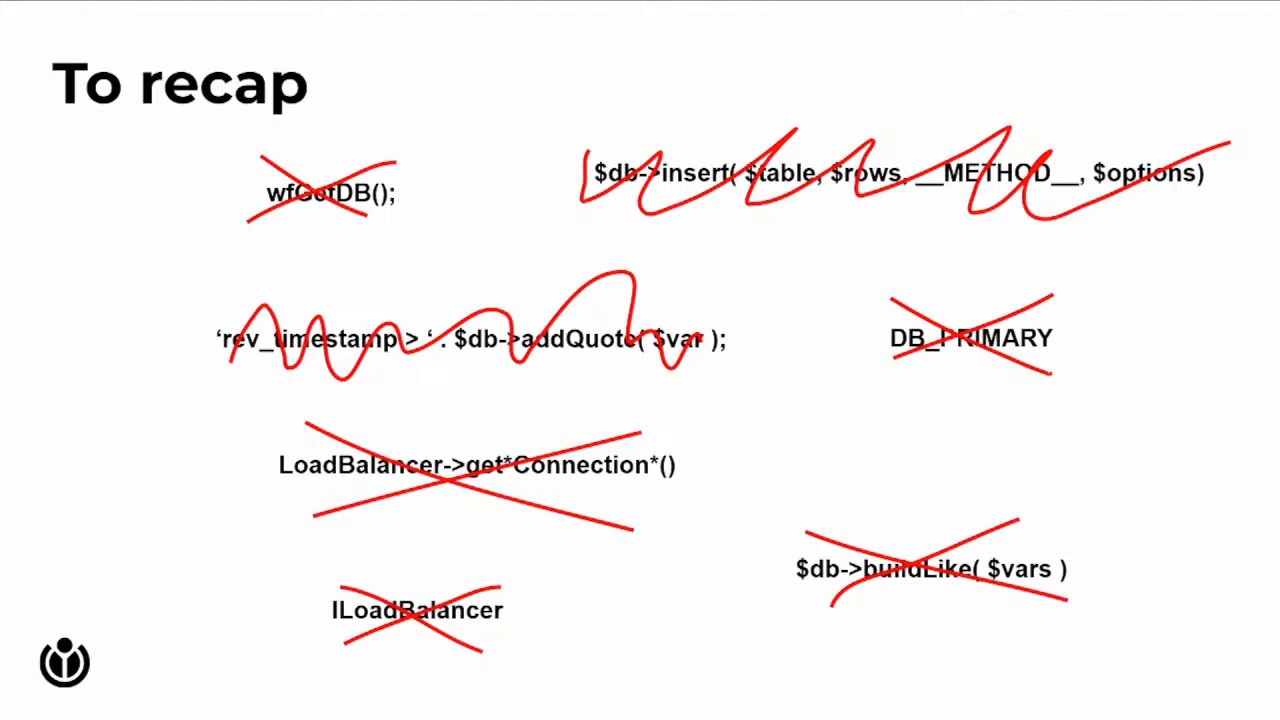 To recap
$db->insert( $table, $rows, __METHOD__, $options)
wfGetDB();
‘rev_timestamp > ‘ . $db->addQuote( $var );
DB_PRIMARY
LoadBalancer->get*Connection*()
$db->buildLike( $vars )
ILoadBalancer